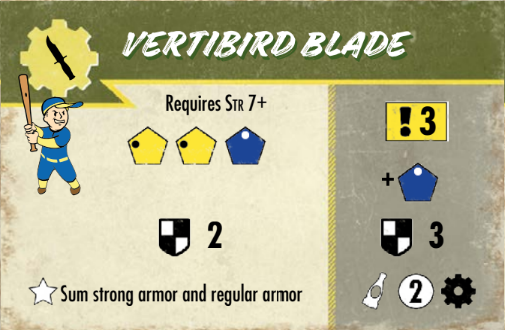 VERTIBIRD BLADE
Requires STR 7+
! 3
+
2
3
Sum strong armor and regular armor
2